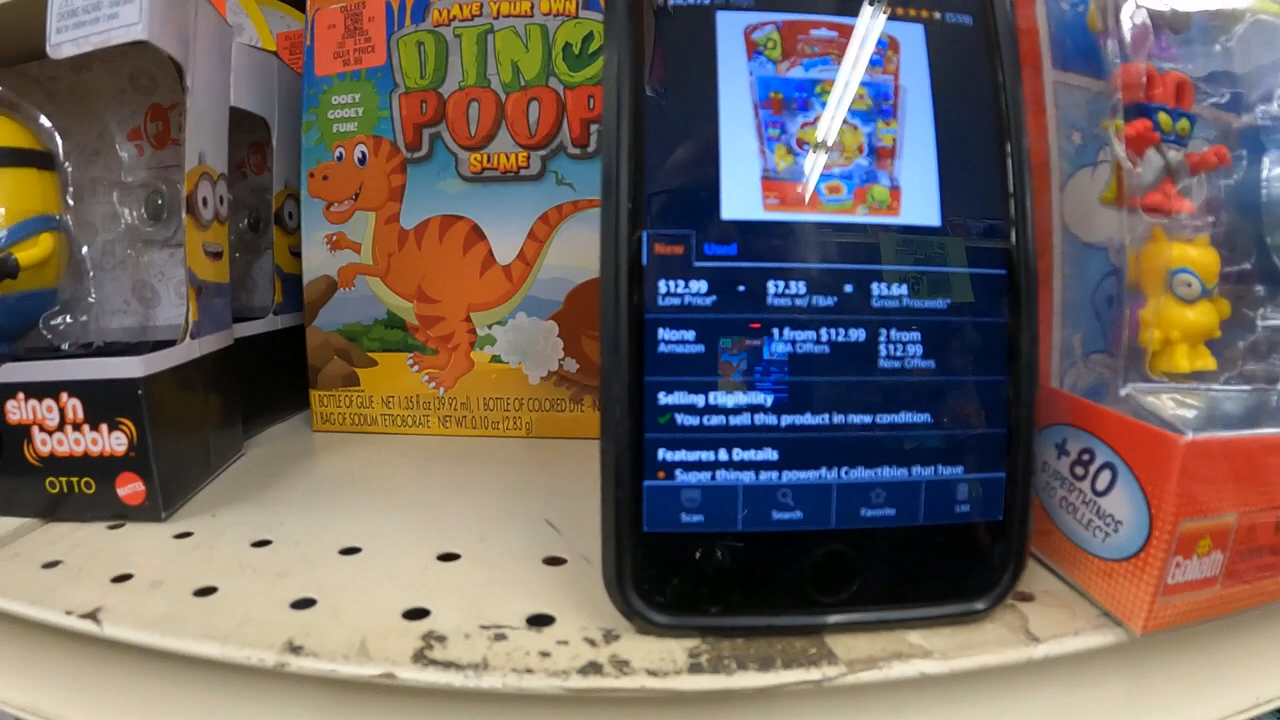 OLLIES
OUR PRICE
MAKE YOUR OWN
DINO
POOP
SLIME
OOEY
GOOEY
FUN!
1 BOTTLE OF GLUE - NET 1.35 fl oz (39.92 ml), 1 BOTTLE OF COLORED DYE - N
1 BAG OF SODIUM TETROBORATE - NET WT. 0.10 oz (2.83 g)
sing'n
babble
OTTO
MATTEL
(559)
New Used
$12.99 - $7.35 = $5.64
Low Price* Fees w/ FBA* Gross Proceeds*
None 1 from $12.99 2 from
Amazon FBA Offers $12.99
New Offers
Selling Eligibility
You can sell this product in new condition.
Features & Details
Super things are powerful Collectibles that have
Scan Search Favorite List
+80
SUPERTHINGS
TO COLLECT
Goliath